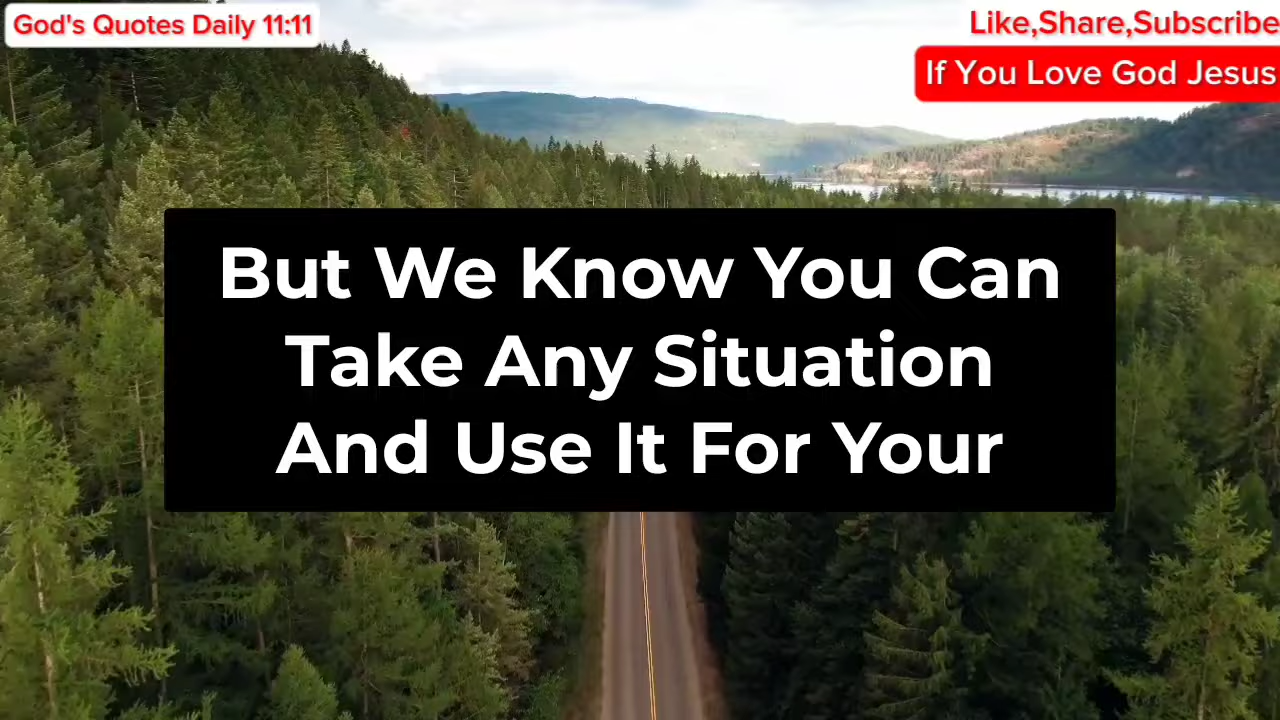 God's Quotes Daily 11:11
Like,Share,Subscribe
If You Love God Jesus
But We Know You Can
Take Any Situation
And Use It For Your